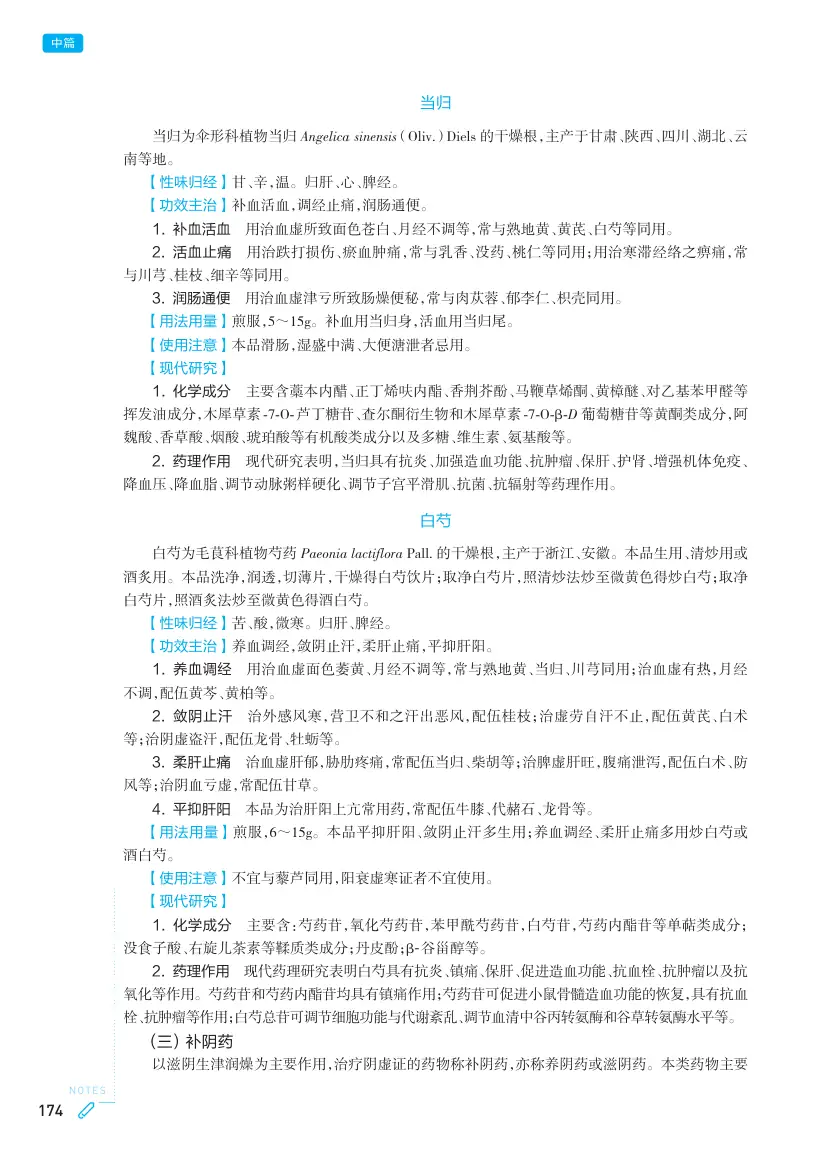 中篇
当归
当归为伞形科植物当归 Angelica sinensis（Oliv.）Diels 的干燥根，主产于甘肃、陕西、四川、湖北、云
南等地。
【性味归经】甘、辛，温。归肝、心、脾经。
【功效主治】补血活血，调经止痛，润肠通便。
1. 补血活血　用治血虚所致面色苍白、月经不调等，常与熟地黄、黄芪、白芍等同用。
2. 活血止痛　用治跌打损伤、瘀血肿痛，常与乳香、没药、桃仁等同用；用治寒滞经络之痹痛，常
与川芎、桂枝、细辛等同用。
3. 润肠通便　用治血虚津亏所致肠燥便秘，常与肉苁蓉、郁李仁、枳壳同用。
【用法用量】煎服，5～15g。补血用当归身，活血用当归尾。
【使用注意】本品滑肠，湿盛中满、大便溏泄者忌用。
【现代研究】
1. 化学成分　主要含藁本内醋、正丁烯呋内酯、香荆芥酚、马鞭草烯酮、黄樟醚、对乙基苯甲醛等
挥发油成分，木犀草素-7-O-芦丁糖苷、查尔酮衍生物和木犀草素-7-O-β-D 葡萄糖苷等黄酮类成分，阿
魏酸、香草酸、烟酸、琥珀酸等有机酸类成分以及多糖、维生素、氨基酸等。
2. 药理作用　现代研究表明，当归具有抗炎、加强造血功能、抗肿瘤、保肝、护肾、增强机体免疫、
降血压、降血脂、调节动脉粥样硬化、调节子宫平滑肌、抗菌、抗辐射等药理作用。
白芍
白芍为毛茛科植物芍药 Paeonia lactiflora Pall. 的干燥根，主产于浙江、安徽。本品生用、清炒用或
酒炙用。本品洗净，润透，切薄片，干燥得白芍饮片；取净白芍片，照清炒法炒至微黄色得炒白芍；取净
白芍片，照酒炙法炒至微黄色得酒白芍。
【性味归经】苦、酸，微寒。归肝、脾经。
【功效主治】养血调经，敛阴止汗，柔肝止痛，平抑肝阳。
1. 养血调经　用治血虚面色萎黄、月经不调等，常与熟地黄、当归、川芎同用；治血虚有热，月经
不调，配伍黄芩、黄柏等。
2. 敛阴止汗　治外感风寒，营卫不和之汗出恶风，配伍桂枝；治虚劳自汗不止，配伍黄芪、白术
等；治阴虚盗汗，配伍龙骨、牡蛎等。
3. 柔肝止痛　治血虚肝郁，胁肋疼痛，常配伍当归、柴胡等；治脾虚肝旺，腹痛泄泻，配伍白术、防
风等；治阴血亏虚，常配伍甘草。
4. 平抑肝阳　本品为治肝阳上亢常用药，常配伍牛膝、代赭石、龙骨等。
【用法用量】煎服，6～15g。本品平抑肝阳、敛阴止汗多生用；养血调经、柔肝止痛多用炒白芍或
酒白芍。
【使用注意】不宜与藜芦同用，阳衰虚寒证者不宜使用。
【现代研究】
1. 化学成分　主要含：芍药苷，氧化芍药苷，苯甲酰芍药苷，白芍苷，芍药内酯苷等单萜类成分；
没食子酸、右旋儿茶素等鞣质类成分；丹皮酚；β-谷甾醇等。
2. 药理作用　现代药理研究表明白芍具有抗炎、镇痛、保肝、促进造血功能、抗血栓、抗肿瘤以及抗
氧化等作用。芍药苷和芍药内酯苷均具有镇痛作用；芍药苷可促进小鼠骨髓造血功能的恢复，具有抗血
栓、抗肿瘤等作用；白芍总苷可调节细胞功能与代谢紊乱、调节血清中谷丙转氨酶和谷草转氨酶水平等。
（三）补阴药
以滋阴生津润燥为主要作用，治疗阴虚证的药物称补阴药，亦称养阴药或滋阴药。本类药物主要
NOTES
174